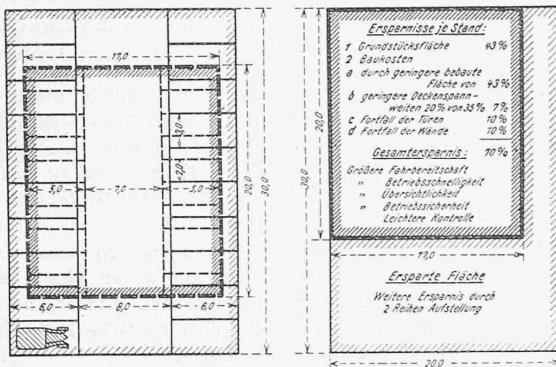 17,0
3,0
2,0
5,0
7,0
5,0
20,0
30,0
6,0
8,0
6,0
Ersparnisse je Stand:
1 Grundstücksfläche 43%
2 Baukosten
a durch geringere bebaute
Fläche von 43%
b geringere Deckenspann-
weiten 20% von 35% 7%
c Fortfall der Türen 10%
d Fortfall der Wände 10%
Gesamtersparnis: 70%
Größere Fahrbereitschaft
„ Betriebsschnelligkeit
„ Übersichtlichkeit
„ Betriebssicherheit
Leichtere Kontrolle
20,0
30,0
17,0
Ersparte Fläche
Weitere Ersparnis durch
2 Reihen Aufstellung
20,0